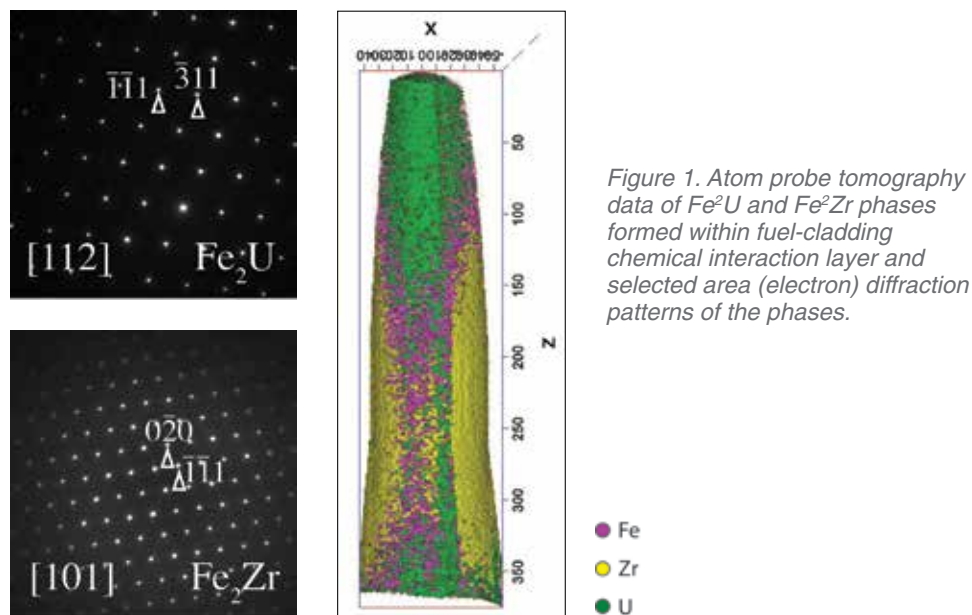 1̅1̅1 3̅11
[112̅] Fe₂U
02̅0
1̅1̅1
[101] Fe₂Zr
X
50
100
150
200
250
300
350
Z
Figure 1. Atom probe tomography
data of Fe²U and Fe²Zr phases
formed within fuel-cladding
chemical interaction layer and
selected area (electron) diffraction
patterns of the phases.
Fe
Zr
U